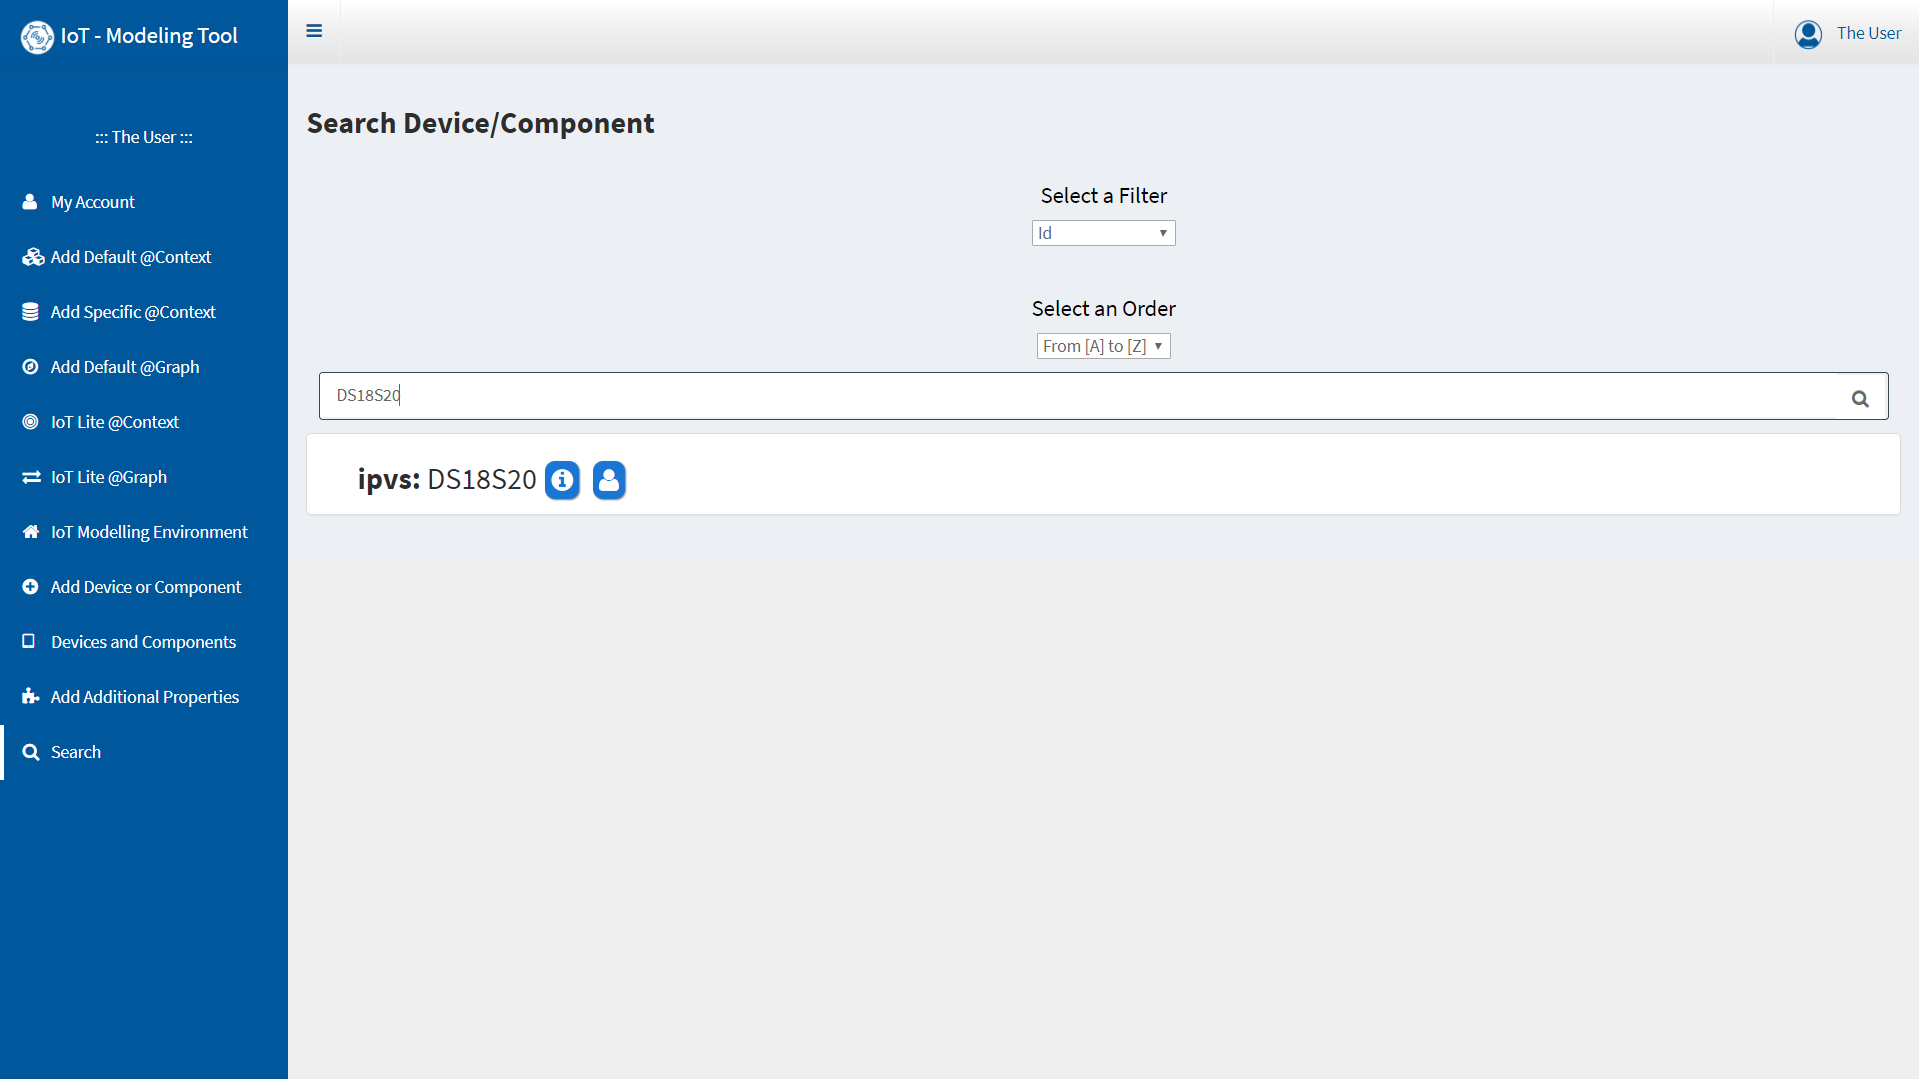 IoT - Modeling Tool
The User
::: The User :::
My Account
Add Default @Context
Add Specific @Context
Add Default @Graph
IoT Lite @Context
IoT Lite @Graph
IoT Modelling Environment
Add Device or Component
Devices and Components
Add Additional Properties
Search
Search Device/Component
Select a Filter
Id
Select an Order
From [A] to [Z]
DS18S20
ipvs: DS18S20